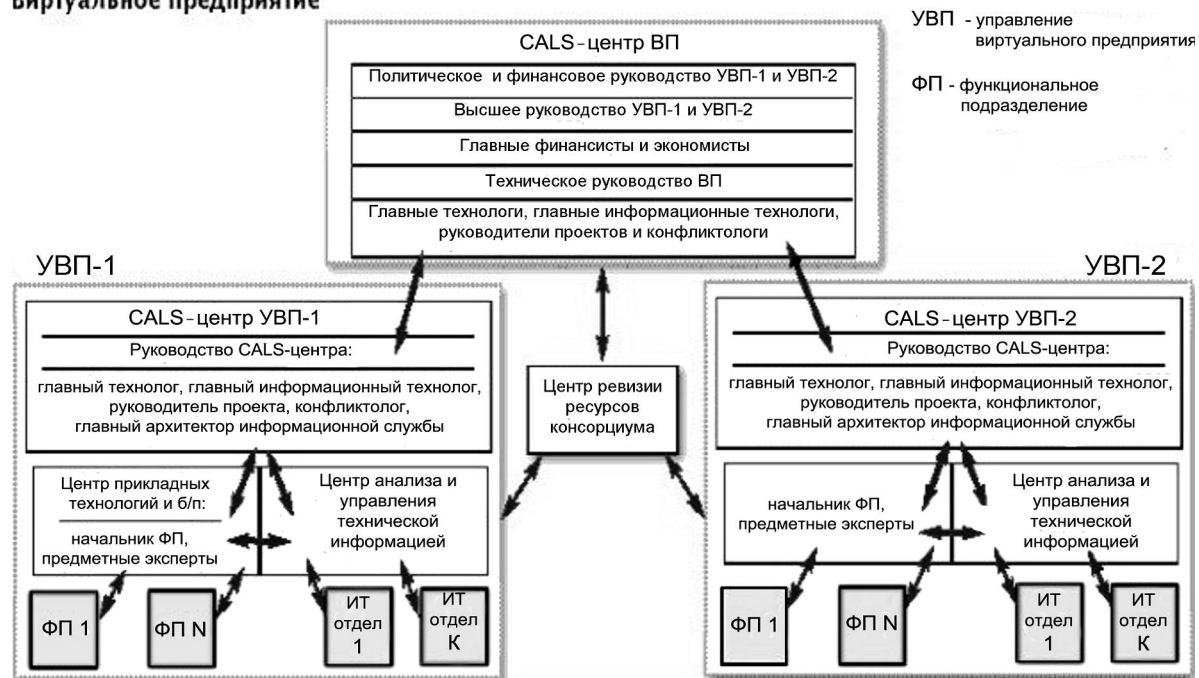 Виртуальное предприятие
УВП - управление
виртуального предприятия
ФП - функциональное
подразделение
CALS-центр ВП
Политическое и финансовое руководство УВП-1 и УВП-2
Высшее руководство УВП-1 и УВП-2
Главные финансисты и экономисты
Техническое руководство ВП
Главные технологи, главные информационные технологи,
руководители проектов и конфликтологи
УВП-1
CALS-центр УВП-1
Руководство CALS-центра:
главный технолог, главный информационный технолог,
руководитель проекта, конфликтолог,
главный архитектор информационной службы
Центр прикладных
технологий и б/п:
начальник ФП,
предметные эксперты
Центр анализа и
управления
технической
информацией
ФП 1
ФП N
ИТ
отдел
1
ИТ
отдел
К
Центр ревизии
ресурсов
консорциума
УВП-2
CALS-центр УВП-2
Руководство CALS-центра:
главный технолог, главный информационный технолог,
руководитель проекта, конфликтолог,
главный архитектор информационной службы
начальник ФП,
предметные эксперты
Центр анализа и
управления
технической
информацией
ФП 1
ФП N
ИТ
отдел
1
ИТ
отдел
К